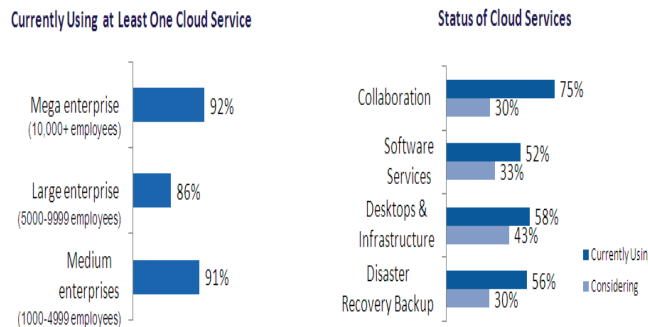 Currently Using at Least One Cloud Service
Mega enterprise
(10,000+ employees)
92%
Large enterprise
(5000-9999 employees)
86%
Medium
enterprises
(1000-4999 employees)
91%
Status of Cloud Services
Collaboration
75%
30%
Software
Services
52%
33%
Desktops &
Infrastructure
58%
43%
Disaster
Recovery Backup
56%
30%
Currently Usin
Considering